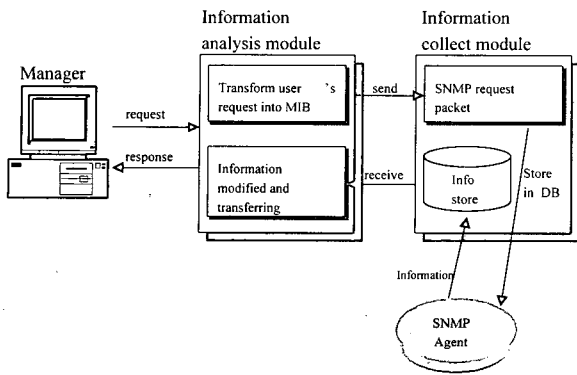 Information
analysis module
Information
collect module
Manager
Transform user 's
request into MIB
send
SNMP request
packet
request
response
Information
modified and
transferring
receive
Info
store
Store
in DB
Information
SNMP
Agent